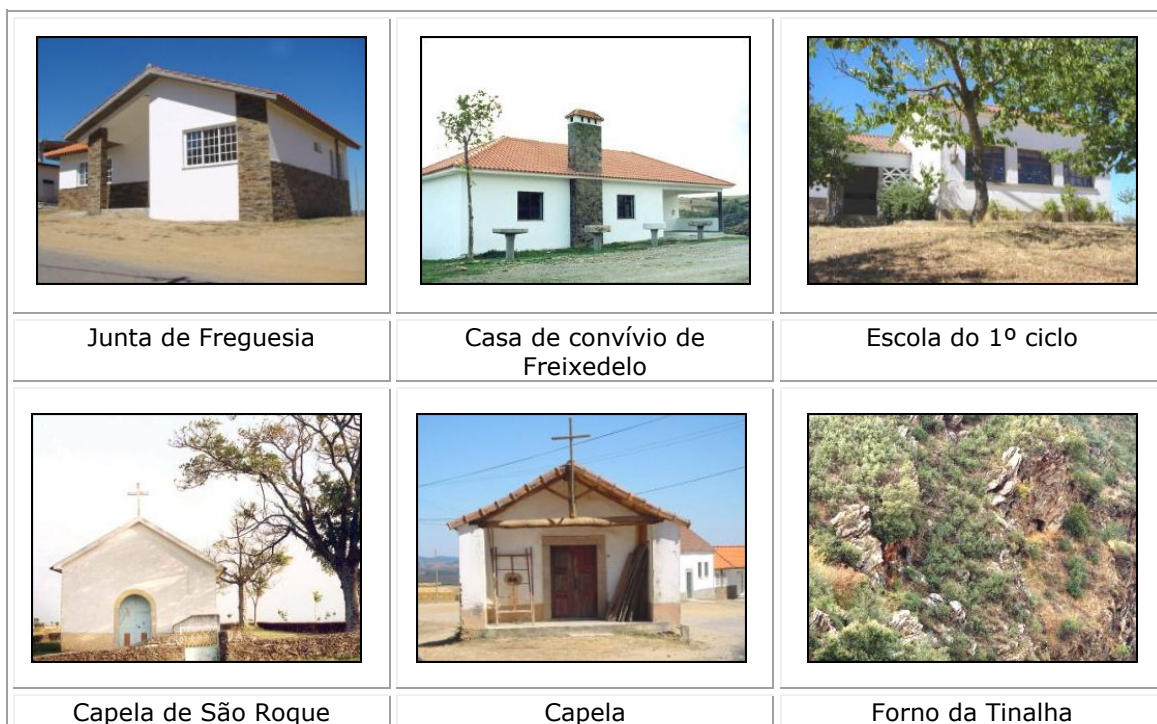 Junta de Freguesia
Casa de convívio de
Freixedelo
Escola do 1º ciclo
Capela de São Roque
Capela
Forno da Tinalha